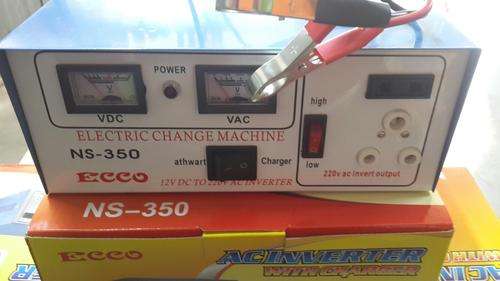 POWER
VDC
VAC
ELECTRIC CHANGE MACHINE
NS-350
athwart
Charger
ECCO
12V DC TO 220V AC INVERTER
high
low
220v ac invert output
NS-350
ECCO
AC INVERTER
WITH CHARGER